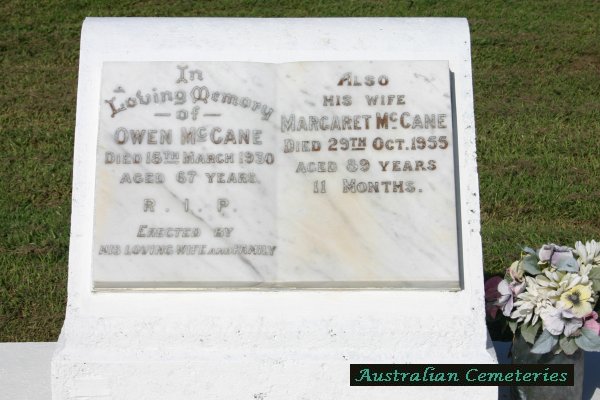 In
Loving Memory
— of —
OWEN McCANE
DIED 18TH MARCH 1930
AGED 67 YEARS.
R. I. P.
ERECTED BY
HIS LOVING WIFE AND FAMILY
ALSO
HIS WIFE
MARGARET McCANE
DIED 29TH OCT. 1955
AGED 89 YEARS
11 MONTHS.
Australian Cemeteries